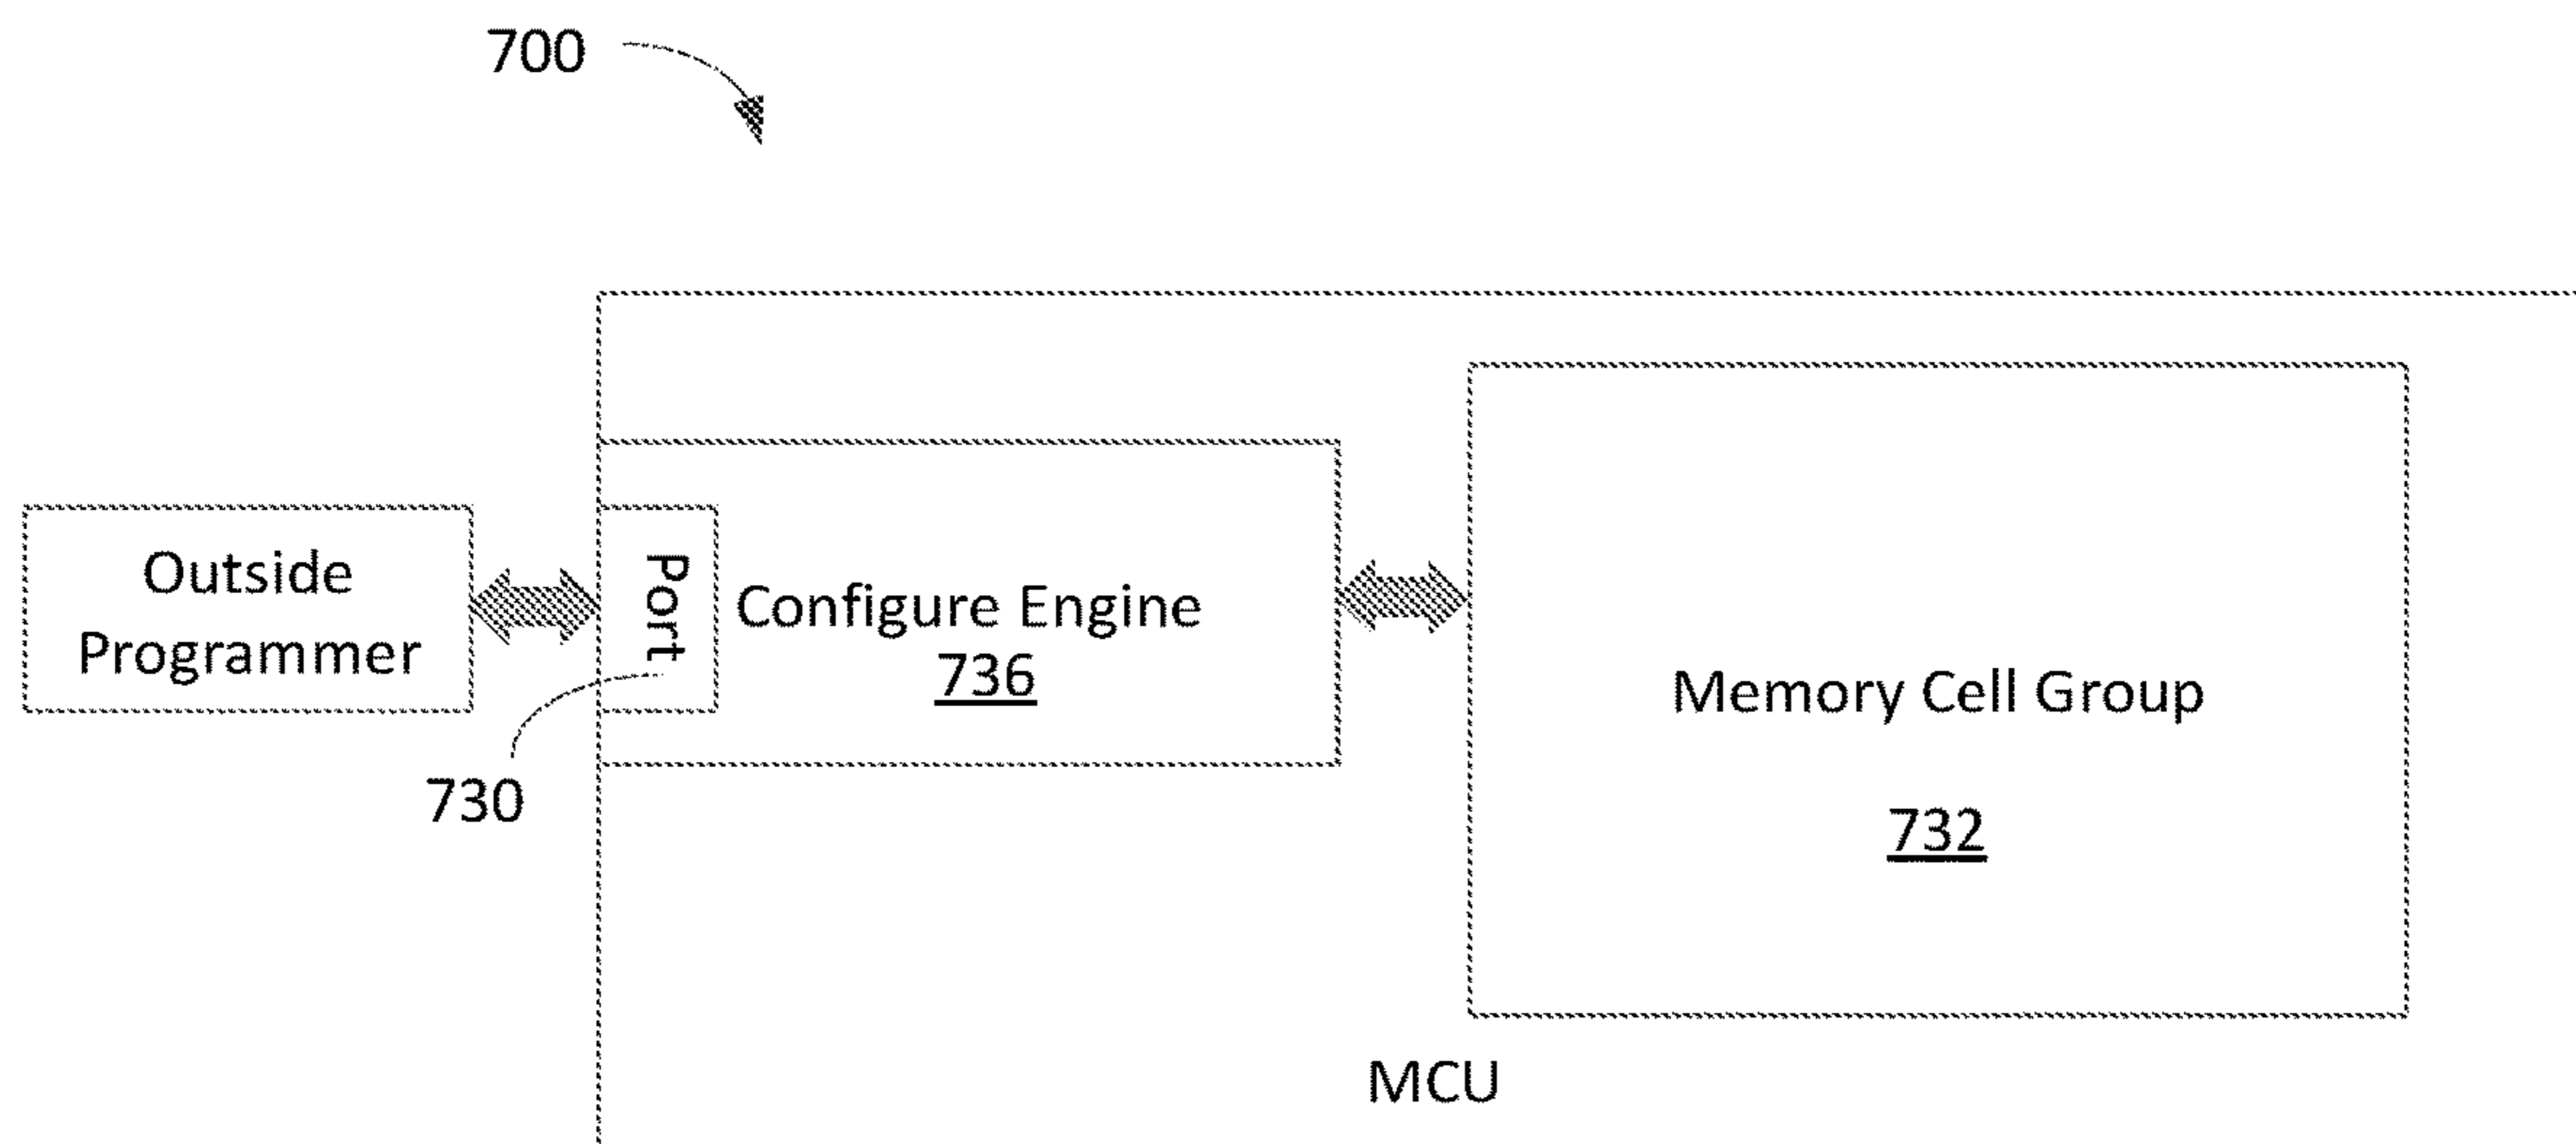 700
Outside
Programmer
Port
Configure Engine
736
730
Memory Cell Group
732
MCU